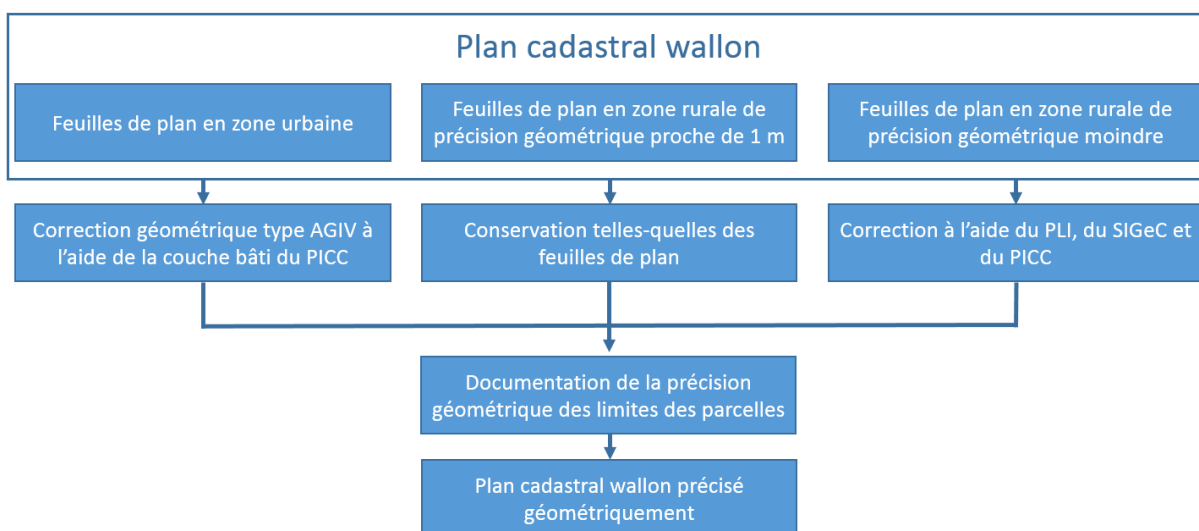 Plan cadastral wallon
Feuilles de plan en zone urbaine
Feuilles de plan en zone rurale de
précision géométrique proche de 1 m
Feuilles de plan en zone rurale de
précision géométrique moindre
Correction géométrique type AGIV à
l’aide de la couche bâti du PICC
Conservation telles-quelles des
feuilles de plan
Correction à l’aide du PLI, du SIGeC et
du PICC
Documentation de la précision
géométrique des limites des parcelles
Plan cadastral wallon précisé
géométriquement